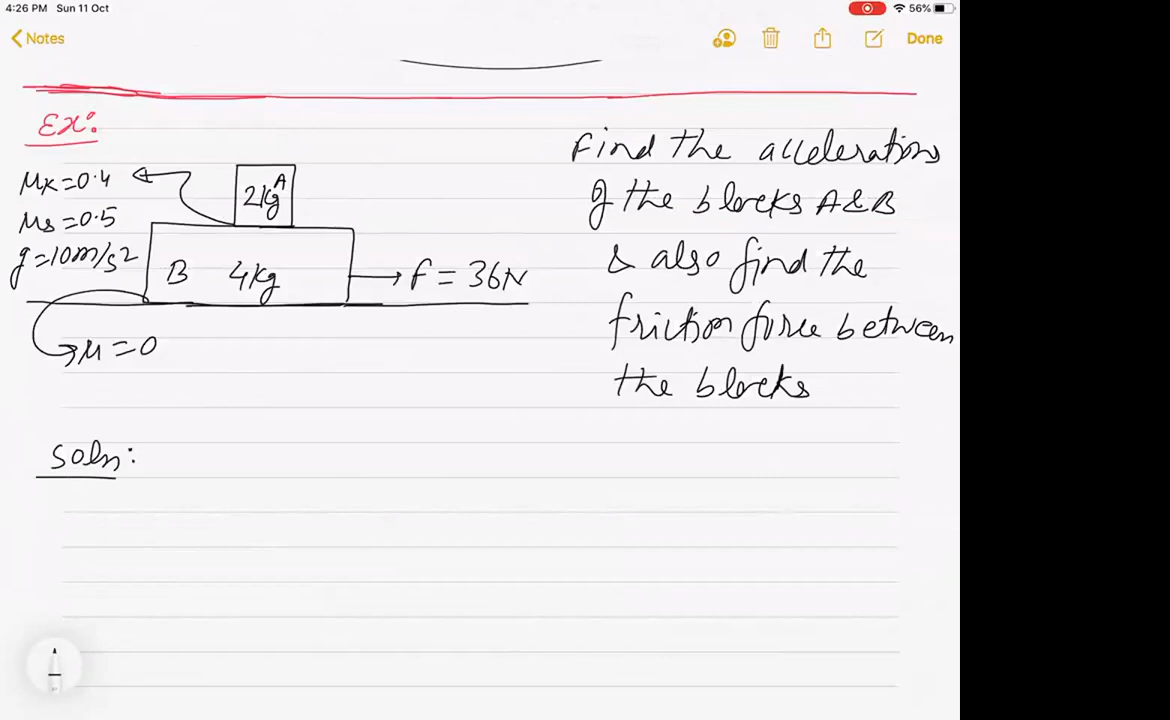 4:26 PM Sun 11 Oct
56%
Notes
Done
Ex:
μk=0.4
μs=0.5
g=10m/s²
2kg
A
B 4kg
f = 36N
μ=0
Find the accelerations
of the blocks A&B
& also find the
friction force between
the blocks
Soln: